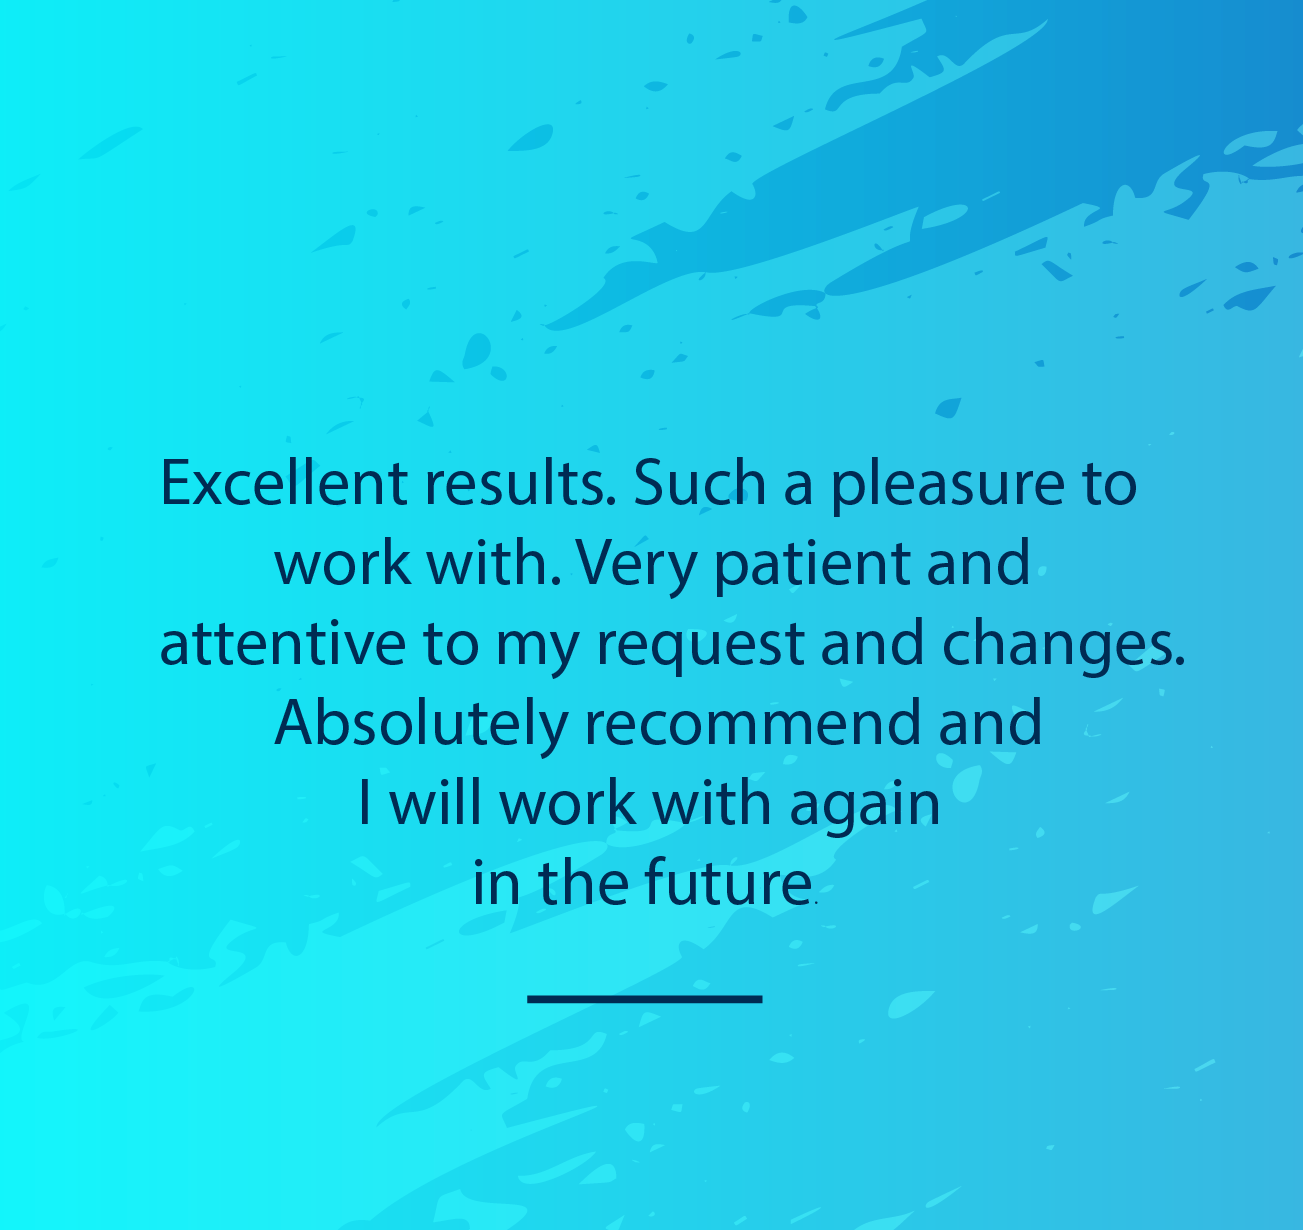 Excellent results. Such a pleasure to
work with. Very patient and
attentive to my request and changes.
Absolutely recommend and
I will work with again
in the future.